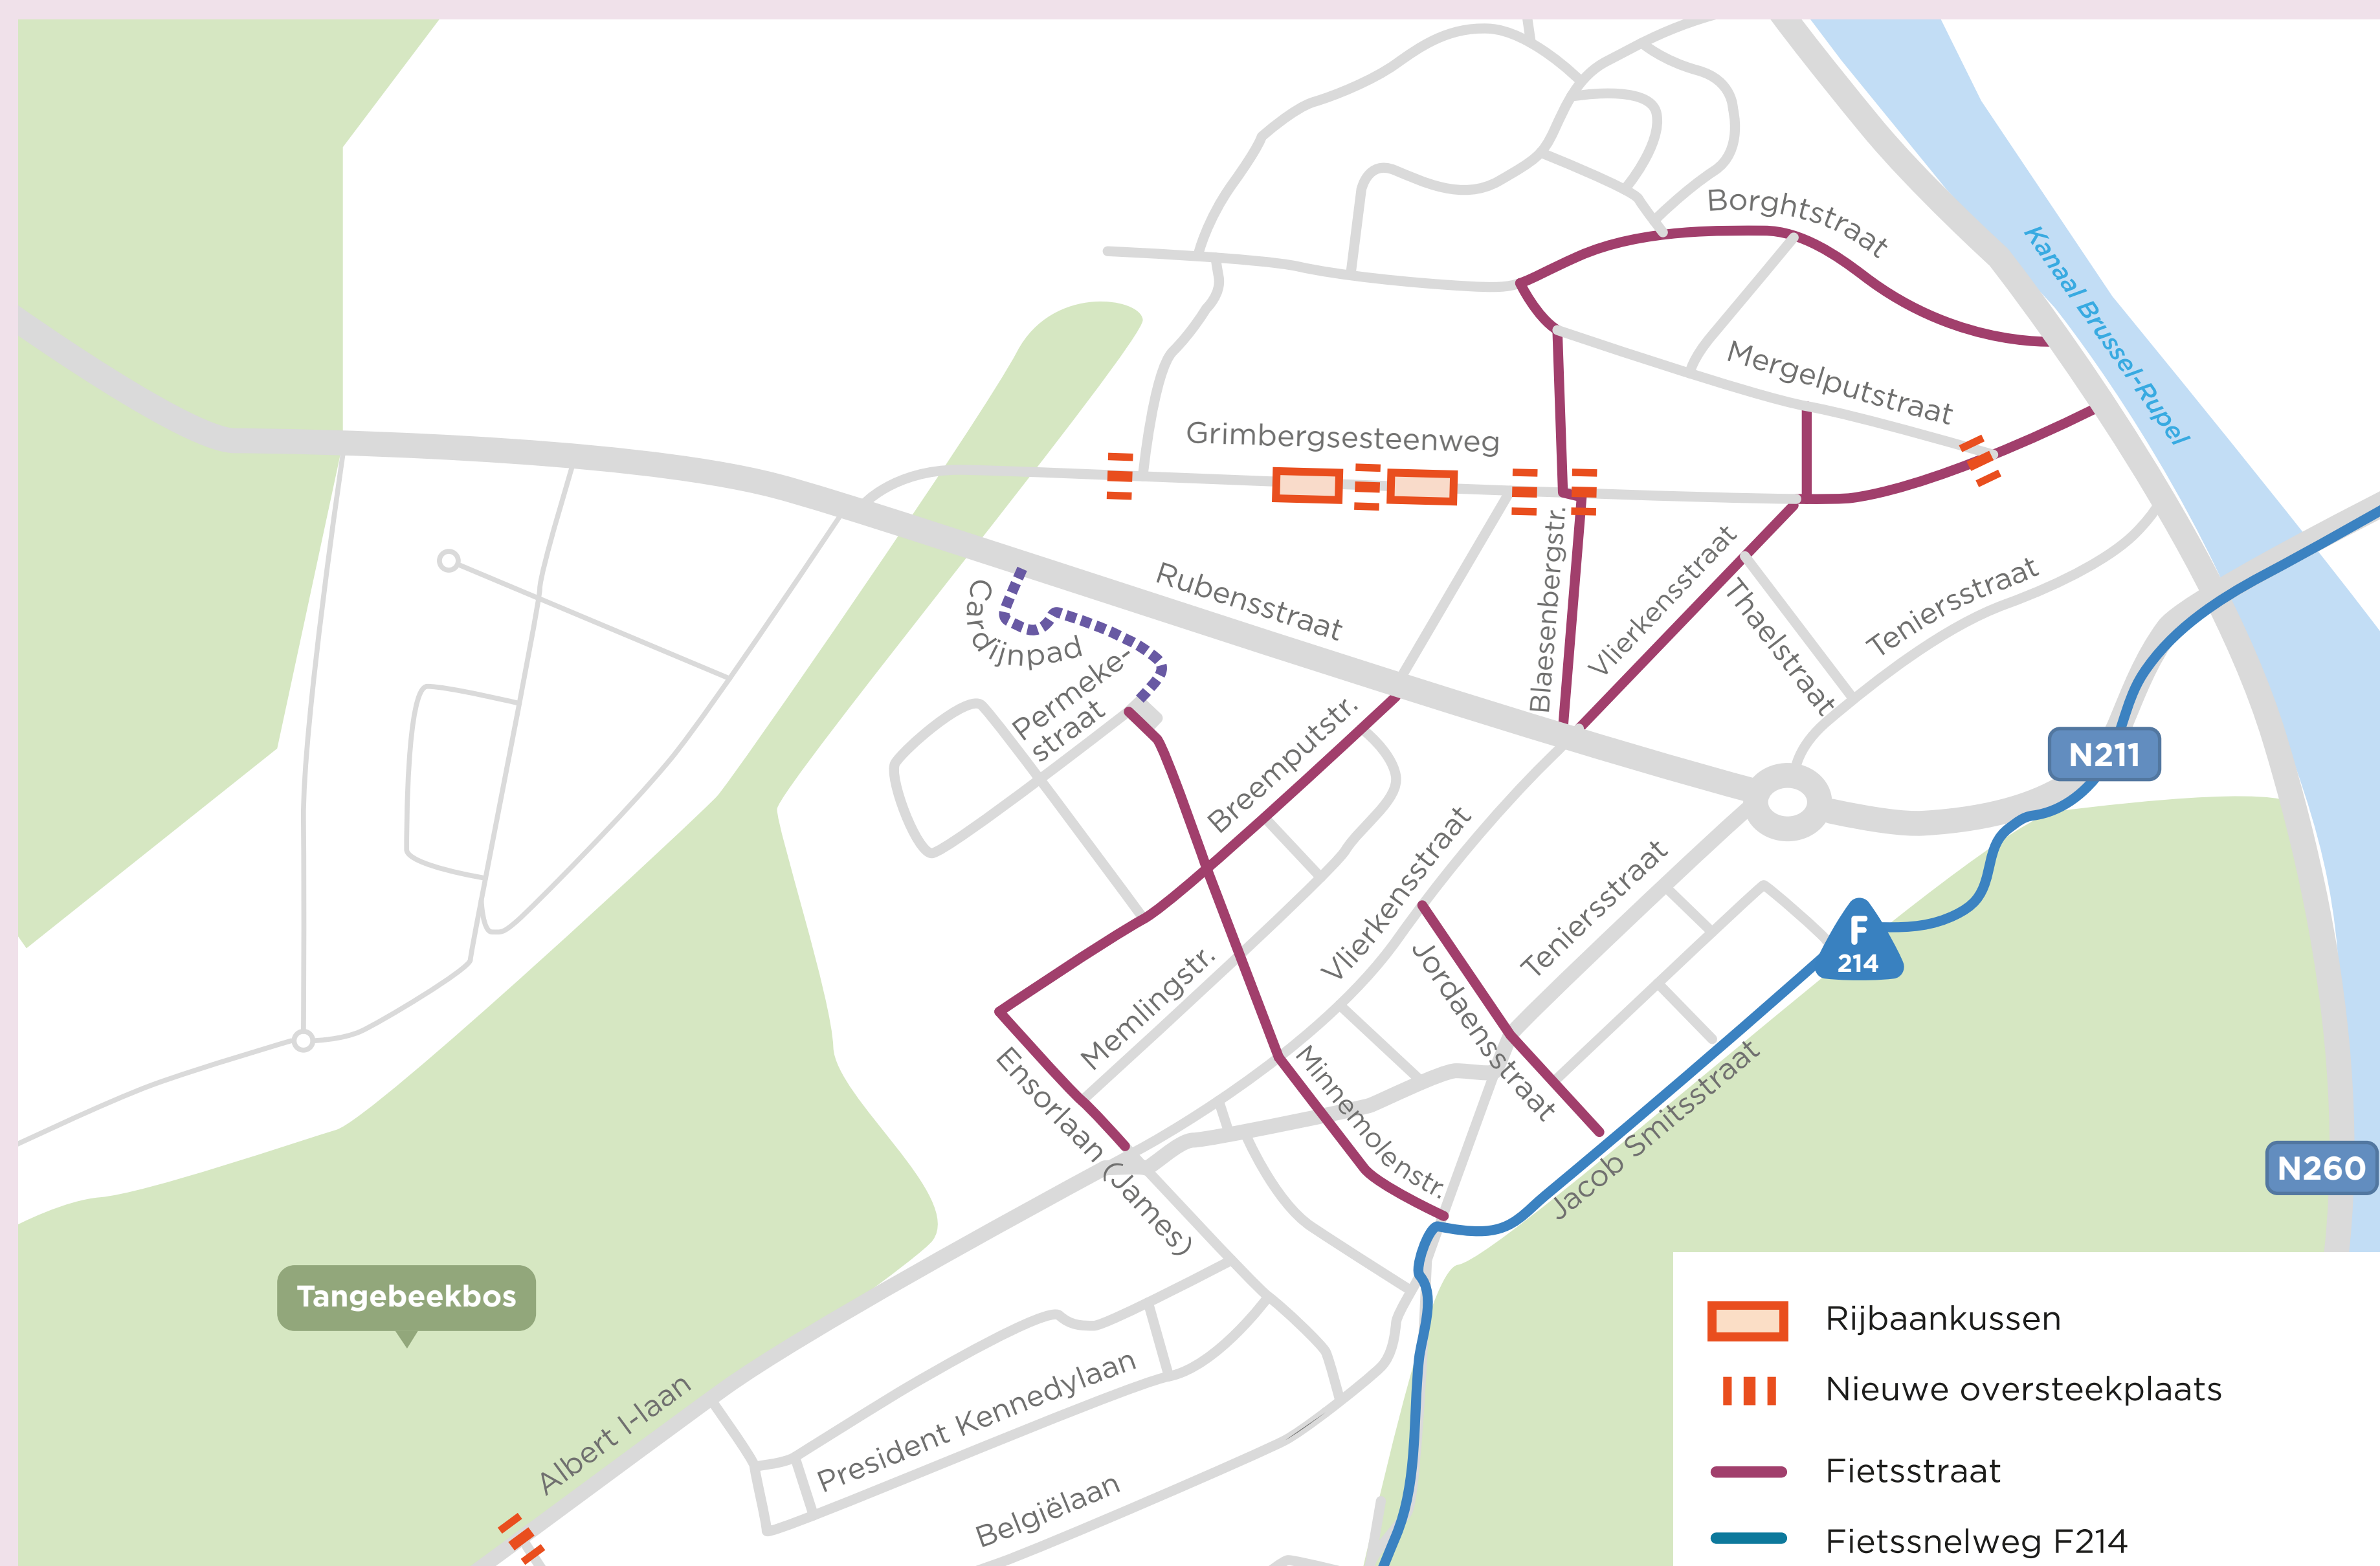 Borghtstraat
Kanaal Brussel-Rupel
Mergelputstraat
Grimbergsesteenweg
Rubensstraat
Blaesenbergstr.
Vlierkensstraat
Thaelstraat
Teniersstraat
Cardijnpad
Permeke-
straat
Breemputstr.
N211
Vlierkensstraat
Teniersstraat
F
214
Memlingstr.
Jordaensstraat
Ensorlaan (James)
Minnemolenstr.
Jacob Smitsstraat
N260
Tangebeekbos
Albert I-laan
President Kennedylaan
Belgiëlaan
Rijbaankussen
Nieuwe oversteekplaats
Fietsstraat
Fietssnelweg F214